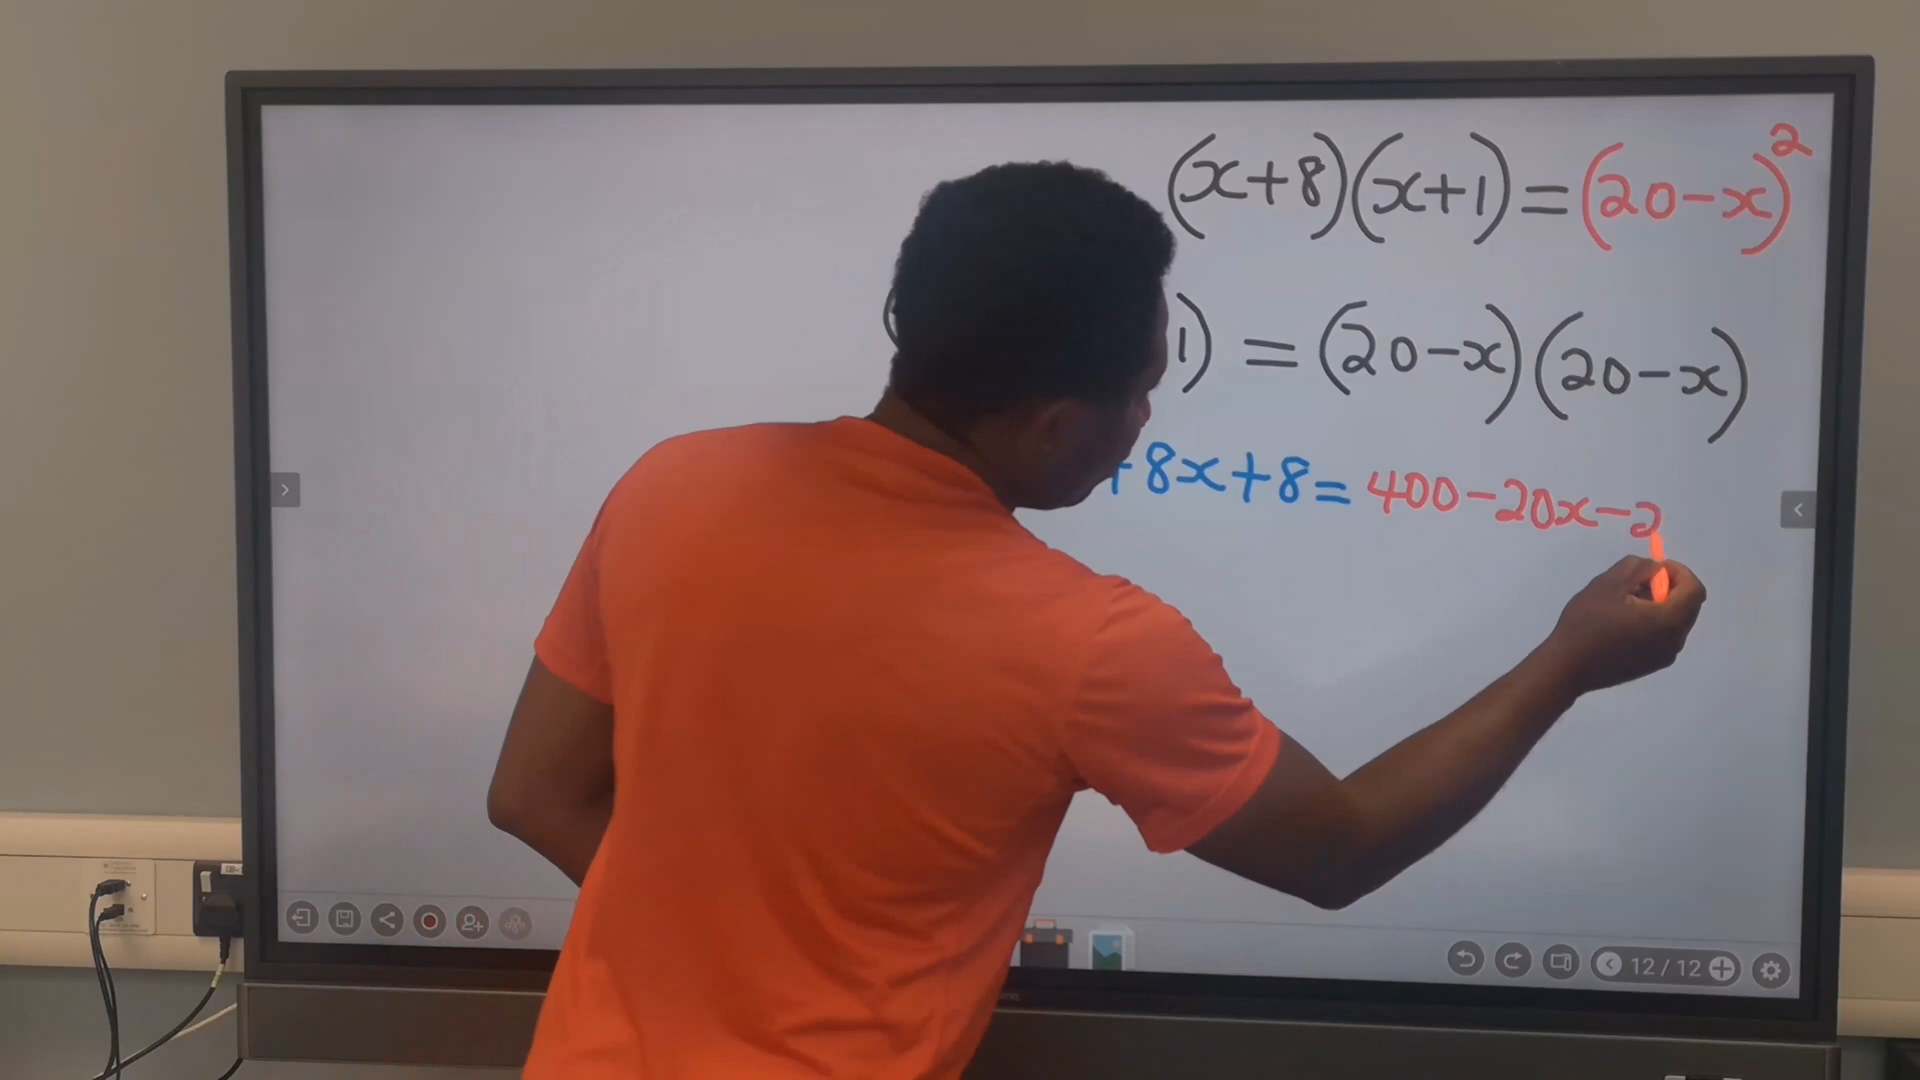 (x+8)(x+1)=(20-x)²
1) = (20-x)(20-x)
+8x+8= 400-20x-2
12/12